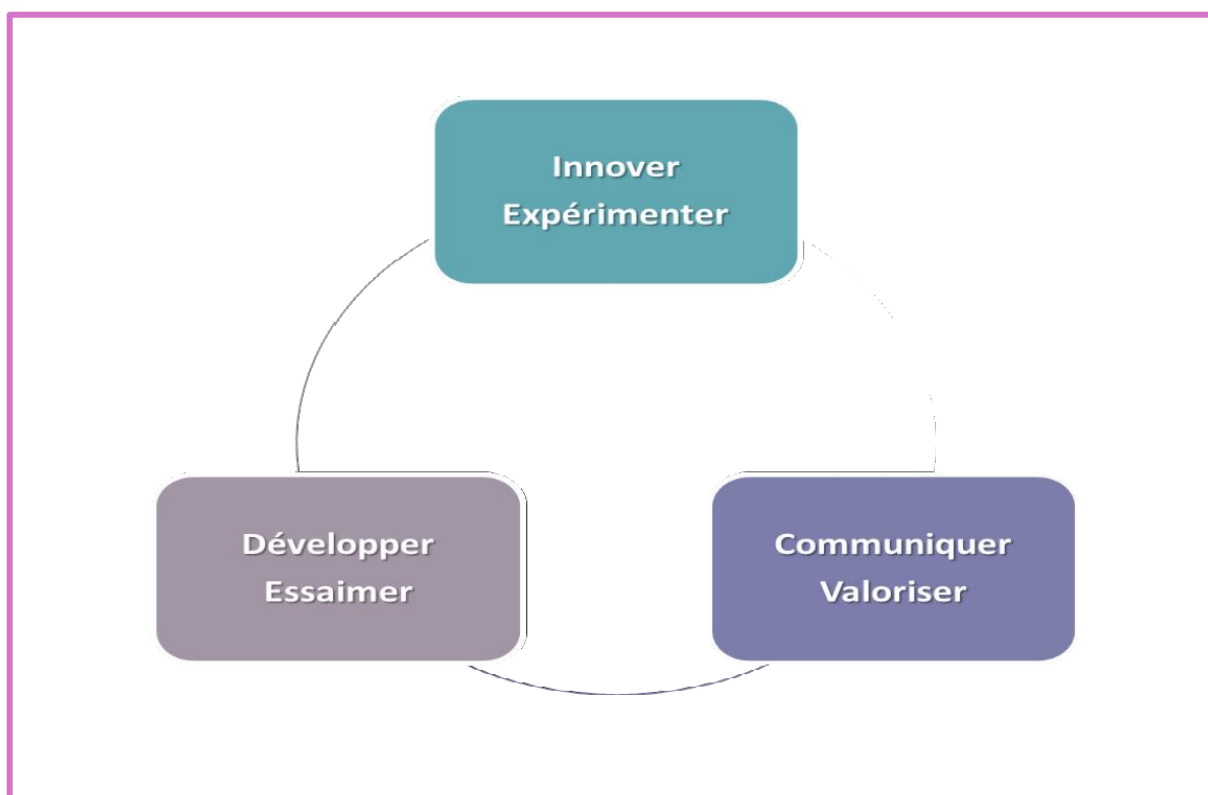 Innover
Expérimenter
Développer
Essaimer
Communiquer
Valoriser